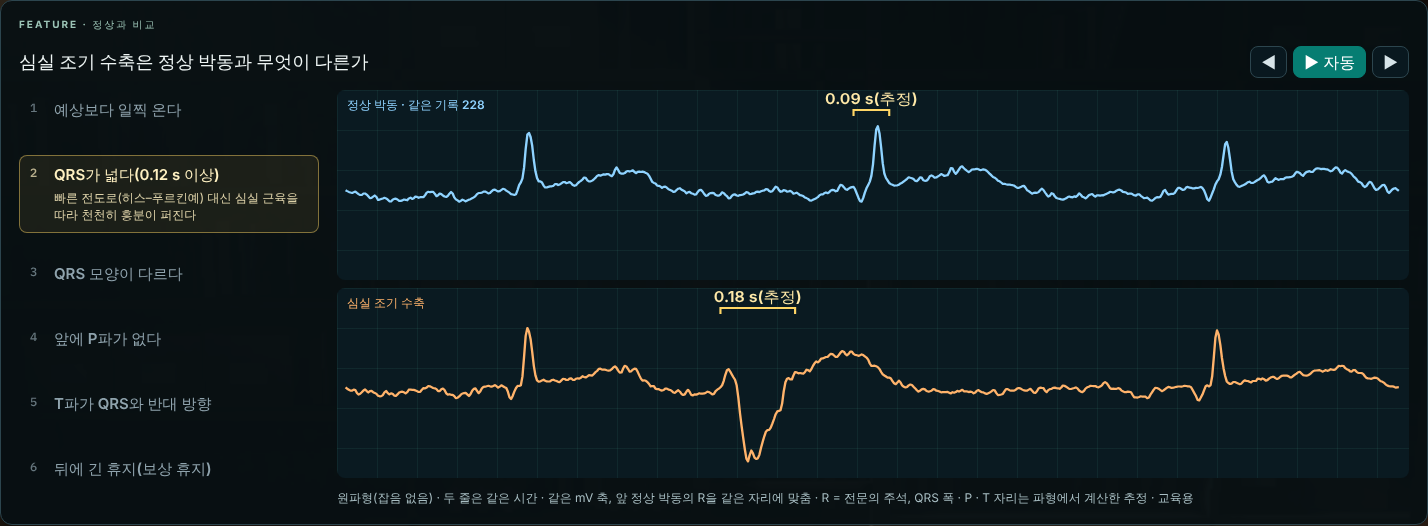 FEATURE · 정상과 비교
심실 조기 수축은 정상 박동과 무엇이 다른가
◀
▶ 자동
▶
1 예상보다 일찍 온다
2 QRS가 넓다(0.12 s 이상)
빠른 전도로(히스–푸르킨예) 대신 심실 근육을
따라 천천히 흥분이 퍼진다
3 QRS 모양이 다르다
4 앞에 P파가 없다
5 T파가 QRS와 반대 방향
6 뒤에 긴 휴지(보상 휴지)
정상 박동 · 같은 기록 228
0.09 s(추정)
심실 조기 수축
0.18 s(추정)
원파형(잡음 없음) · 두 줄은 같은 시간 · 같은 mV 축, 앞 정상 박동의 R을 같은 자리에 맞춤 · R = 전문의 주석, QRS 폭 · P · T 자리는 파형에서 계산한 추정 · 교육용